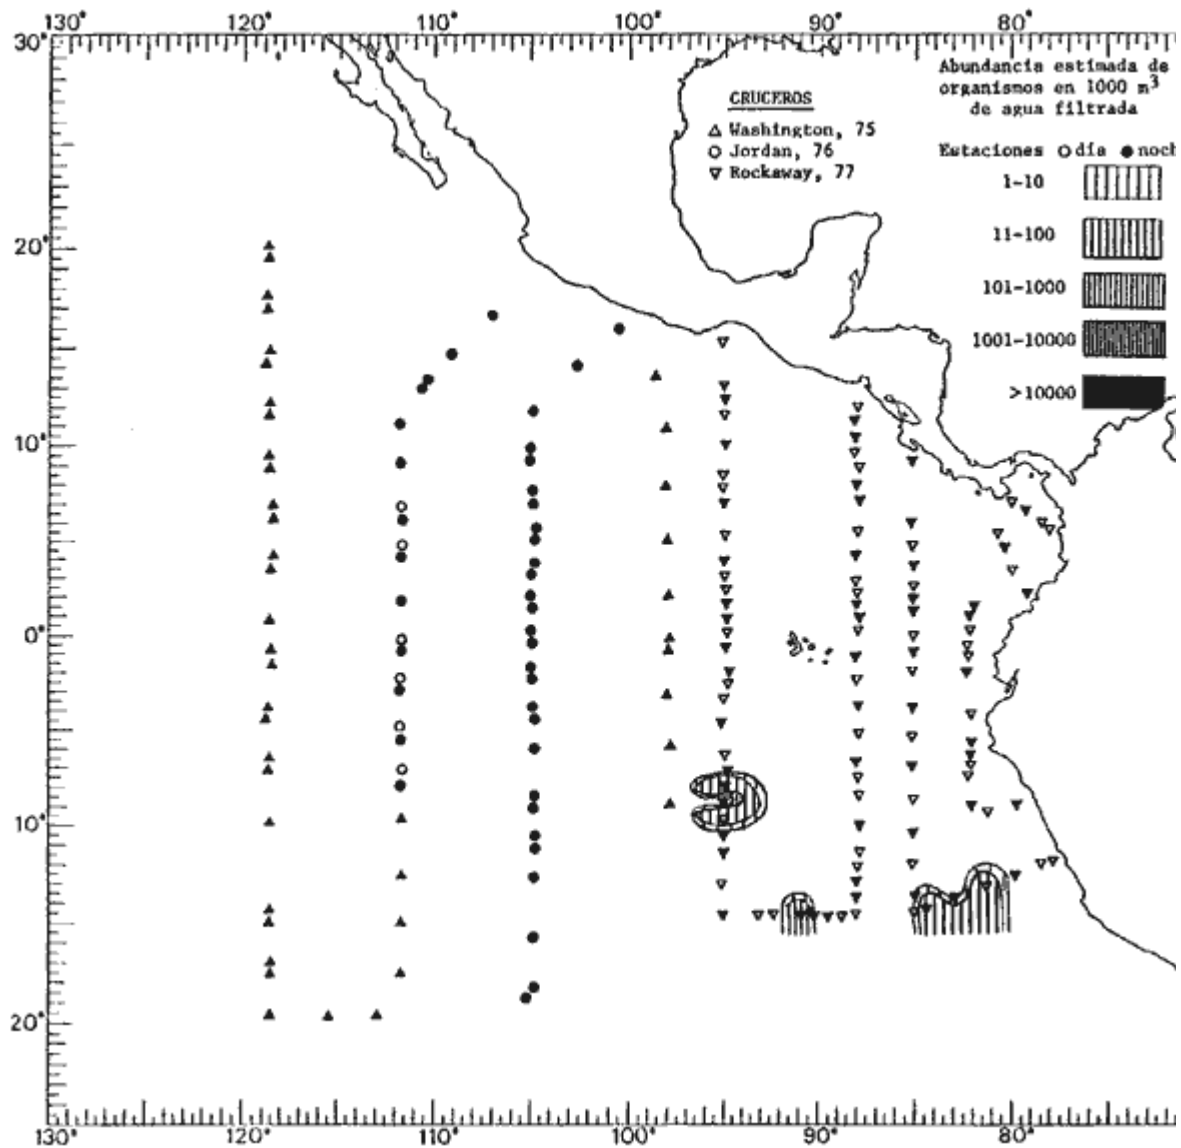 130° 120° 110° 100° 90° 80°
30°
Abundancia estimada de
organismos en 1000 m³
de agua filtrada
CRUCEROS
△ Washington, 75
○ Jordan, 76
▽ Rockaway, 77
Estaciones ○ día ● noch
1-10
11-100
101-1000
1001-10000
>10000
20°
10°
0°
10°
20°
130° 120° 110° 100° 90° 80°